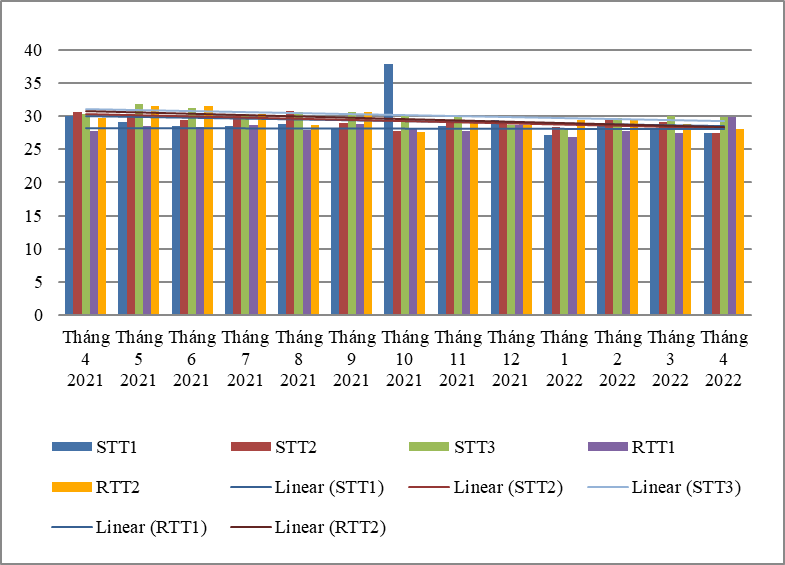 40
35
30
25
20
15
10
5
0
Tháng Tháng Tháng Tháng Tháng Tháng Tháng Tháng Tháng Tháng Tháng Tháng Tháng
4 5 6 7 8 9 10 11 12 1 2 3 4
2021 2021 2021 2021 2021 2021 2021 2021 2021 2022 2022 2022 2022
STT1 STT2 STT3 RTT1
RTT2 Linear (STT1) Linear (STT2) Linear (STT3)
Linear (RTT1) Linear (RTT2)